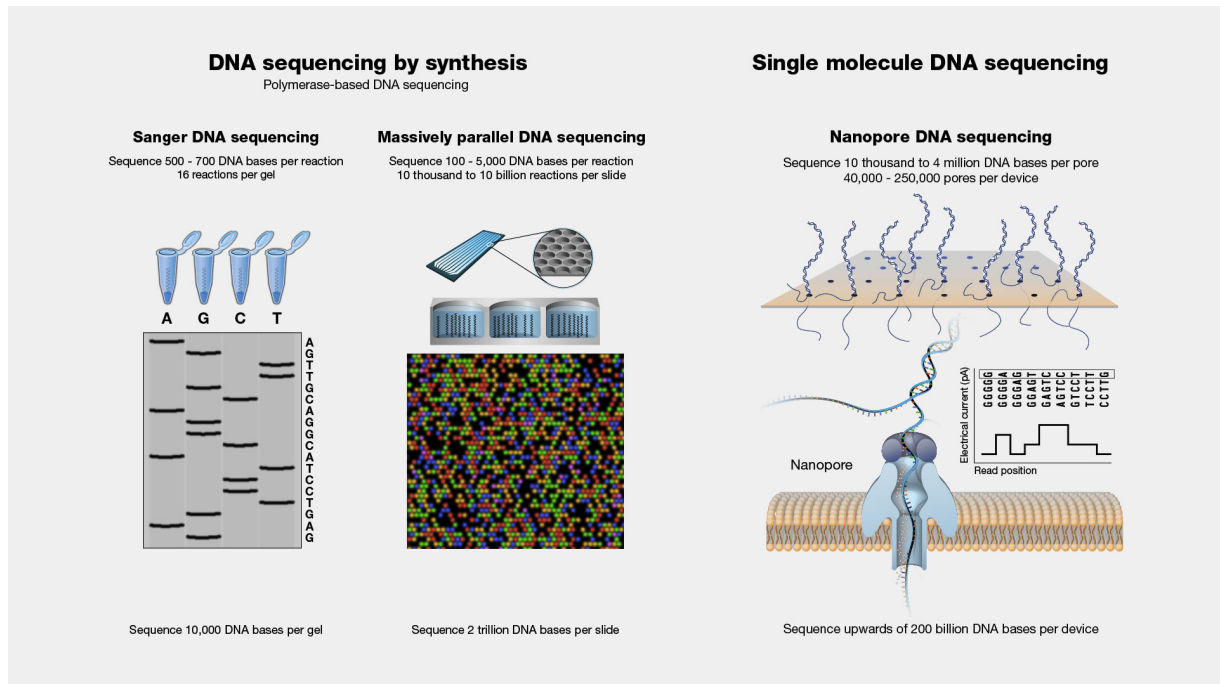 DNA sequencing by synthesis
Polymerase-based DNA sequencing
Sanger DNA sequencing
Sequence 500 - 700 DNA bases per reaction
16 reactions per gel
A G C T
A
G
T
T
G
C
A
G
G
C
A
T
C
C
T
G
A
G
Sequence 10,000 DNA bases per gel
Massively parallel DNA sequencing
Sequence 100 - 5,000 DNA bases per reaction
10 thousand to 10 billion reactions per slide
Sequence 2 trillion DNA bases per slide
Single molecule DNA sequencing
Nanopore DNA sequencing
Sequence 10 thousand to 4 million DNA bases per pore
40,000 - 250,000 pores per device
Electrical current (pA)
GGGGG
GGGGA
GGGAG
GGAGT
GAGTC
AGTCC
GTCCT
TCCTT
CCTTG
Read position
Nanopore
Sequence upwards of 200 billion DNA bases per device